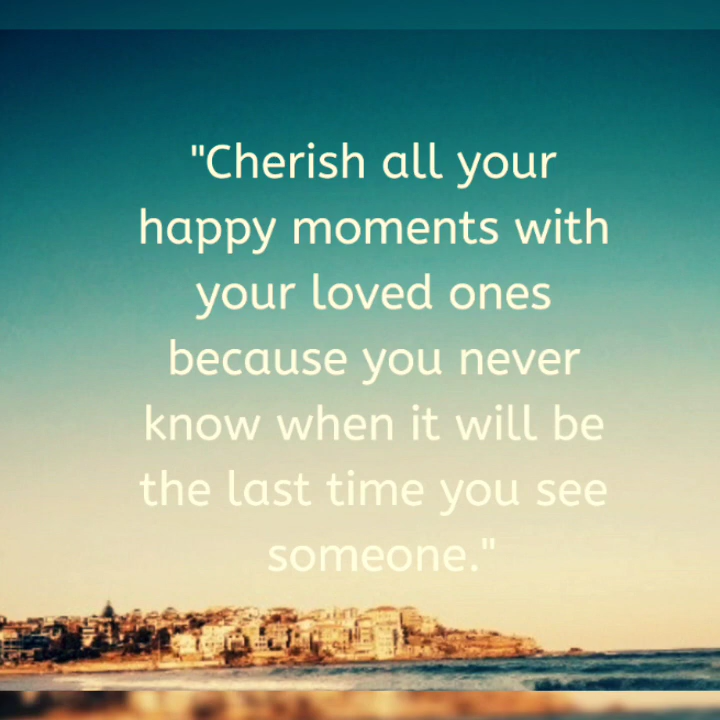 "Cherish all your
happy moments with
your loved ones
because you never
know when it will be
the last time you see
someone."